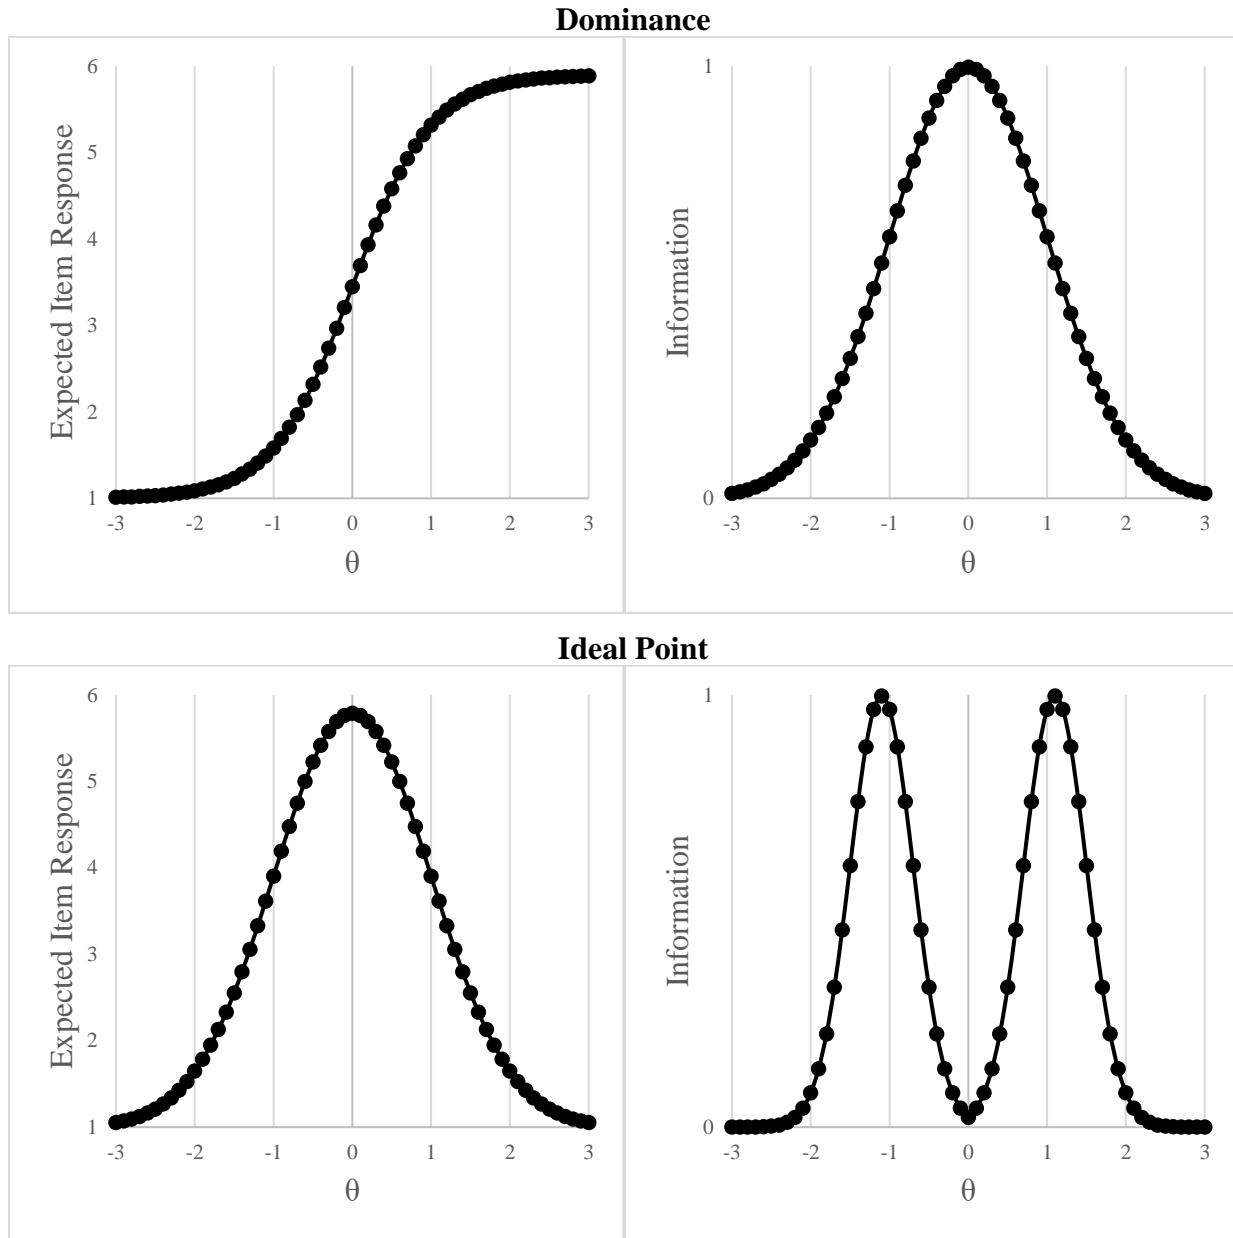 Dominance
6
5
4
3
2
1
Expected Item Response
-3 -2 -1 0 1 2 3
θ
1
0
Information
-3 -2 -1 0 1 2 3
θ
Ideal Point
6
5
4
3
2
1
Expected Item Response
-3 -2 -1 0 1 2 3
θ
1
0
Information
-3 -2 -1 0 1 2 3
θ